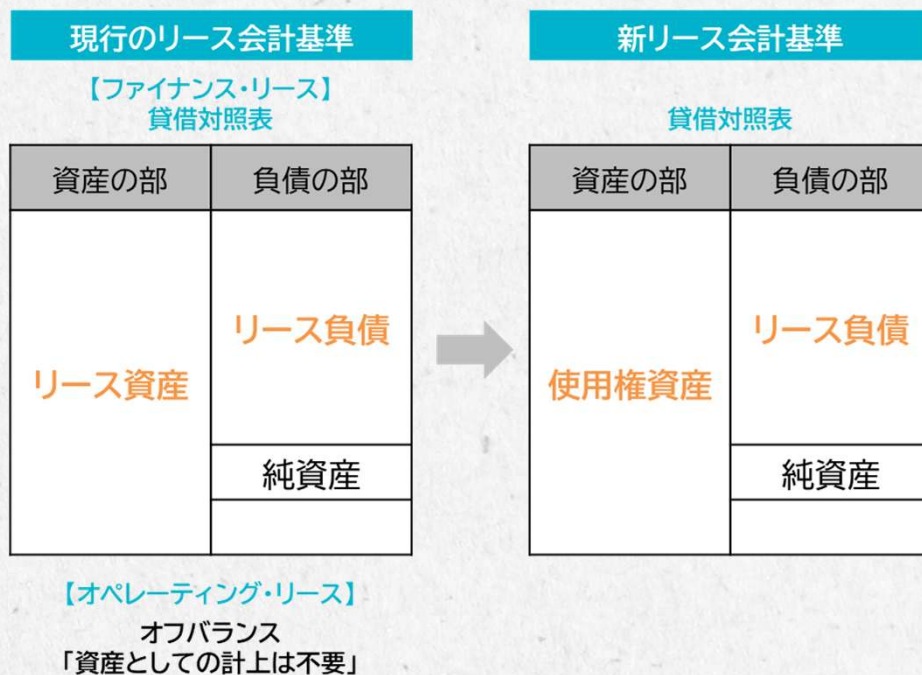 現行のリース会計基準
【ファイナンス・リース】
貸借対照表
資産の部 負債の部
リース負債
リース資産
純資産
【オペレーティング・リース】
オフバランス
「資産としての計上は不要」
新リース会計基準
貸借対照表
資産の部 負債の部
リース負債
使用権資産
純資産